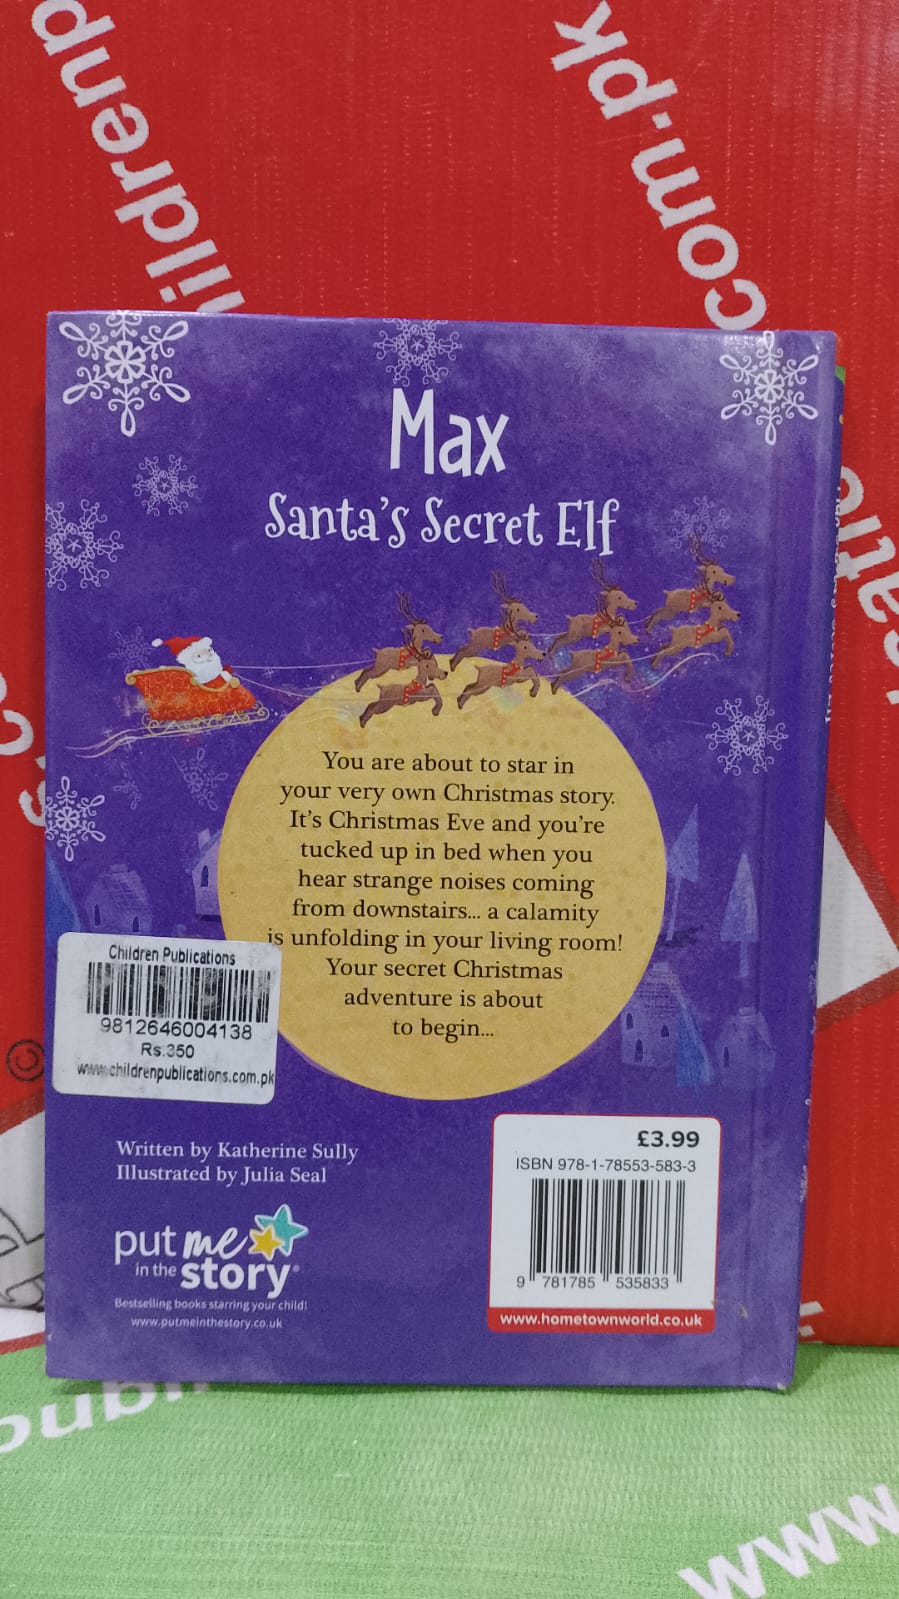 hildrenp
com.pk
Max
Santa's Secret Elf
You are about to star in
your very own Christmas story.
It's Christmas Eve and you're
tucked up in bed when you
hear strange noises coming
from downstairs... a calamity
is unfolding in your living room!
Your secret Christmas
adventure is about
to begin...
Children Publications
9812646004138
Rs.350
www.childrenpublications.com.pk
Written by Katherine Sully
Illustrated by Julia Seal
put me
in the story®
Bestselling books starring your child!
www.putmeinthestory.co.uk
£3.99
ISBN 978-1-78553-583-3
9 781785 535833
www.hometownworld.co.uk
www